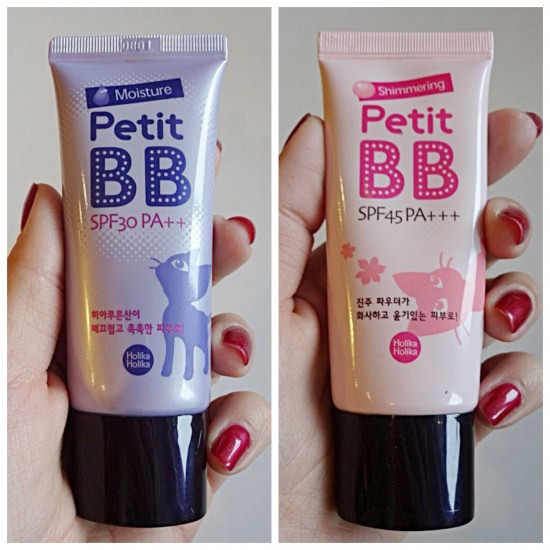 Moisture
Petit
BB
SPF30 PA++
히아루론산이
매끄럽고 촉촉한 피부로!
Holika
Holika
Shimmering
Petit
BB
SPF45 PA+++
진주 파우더가
화사하고 윤기있는 피부로!
Holika
Holika